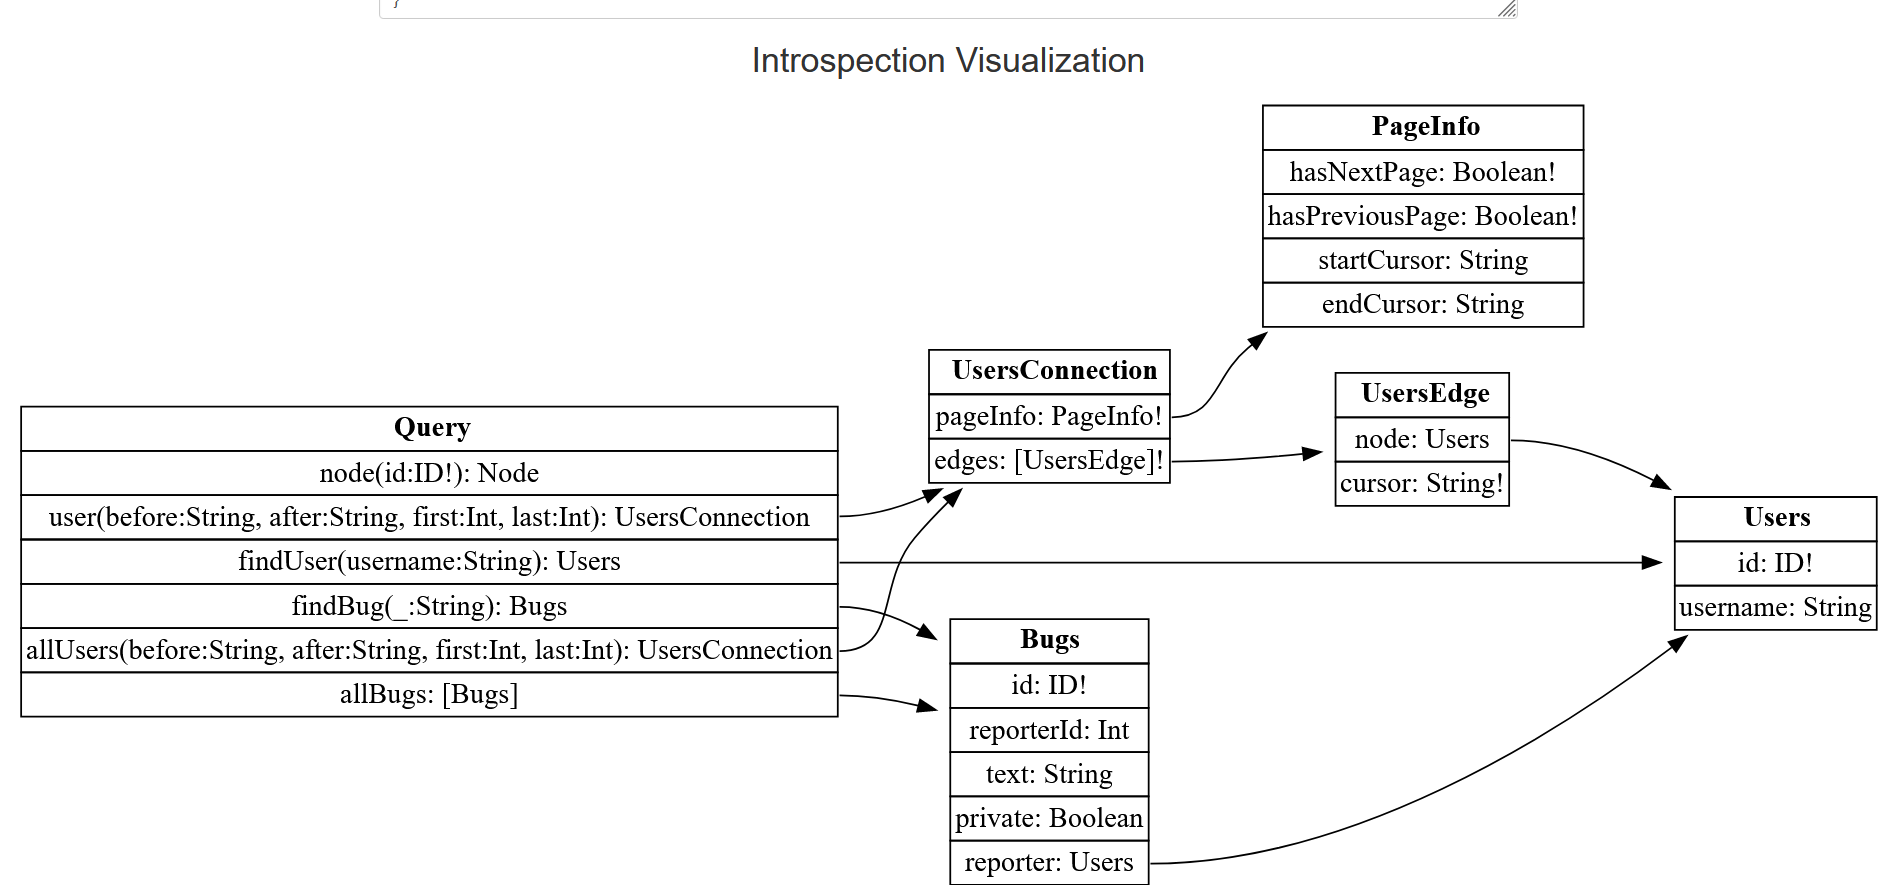 }
Introspection Visualization
PageInfo
hasNextPage: Boolean!
hasPreviousPage: Boolean!
startCursor: String
endCursor: String
UsersConnection
pageInfo: PageInfo!
edges: [UsersEdge]!
UsersEdge
node: Users
cursor: String!
Query
node(id:ID!): Node
user(before:String, after:String, first:Int, last:Int): UsersConnection
findUser(username:String): Users
findBug(_:String): Bugs
allUsers(before:String, after:String, first:Int, last:Int): UsersConnection
allBugs: [Bugs]
Users
id: ID!
username: String
Bugs
id: ID!
reporterId: Int
text: String
private: Boolean
reporter: Users